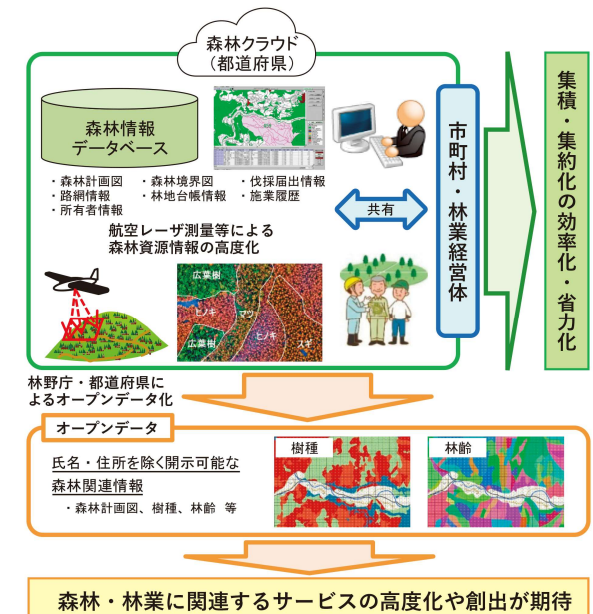 森林クラウド
（都道府県）
森林情報
データベース
・森林計画図 ・森林境界図 ・伐採届出情報
・路網情報 ・林地台帳情報 ・施業履歴
・所有者情報
共有
市町村・林業経営体
集積・集約化の効率化・省力化
航空レーザ測量等による
森林資源情報の高度化
広葉樹
ヒノキ
マツ
ヒノキ
広葉樹
スギ
林野庁・都道府県に
よるオープンデータ化
オープンデータ
氏名・住所を除く開示可能な
森林関連情報
・森林計画図、樹種、林齢 等
樹種
林齢
森林・林業に関連するサービスの高度化や創出が期待